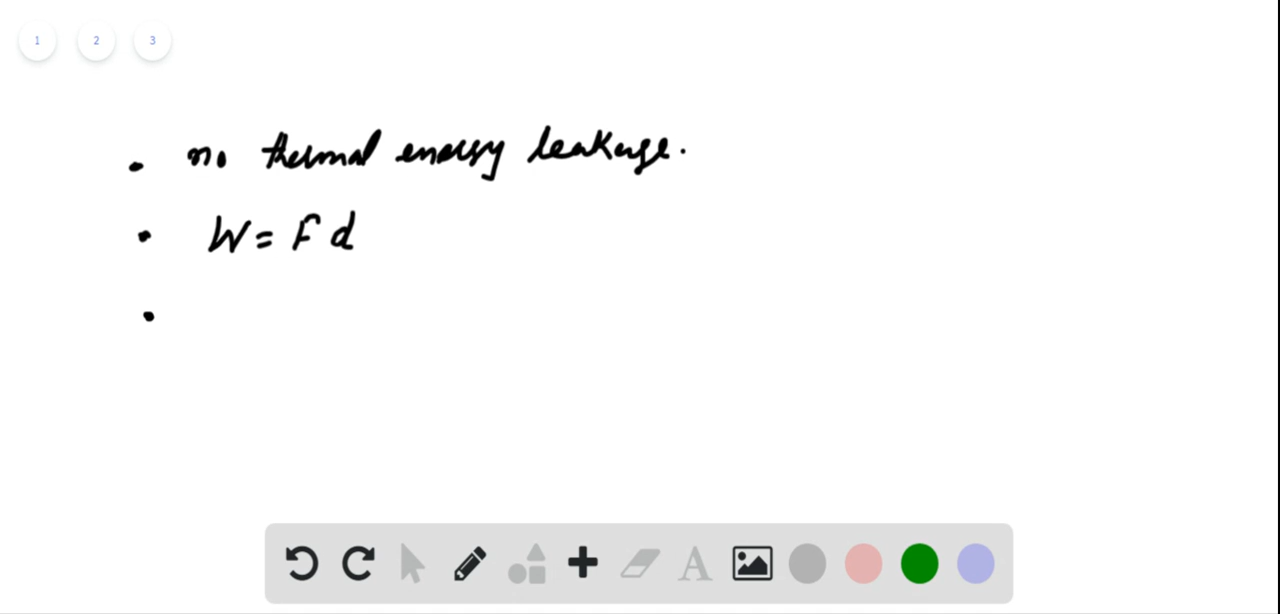 1 2 3
• no thermal energy leakage.
• W = F d
•
A